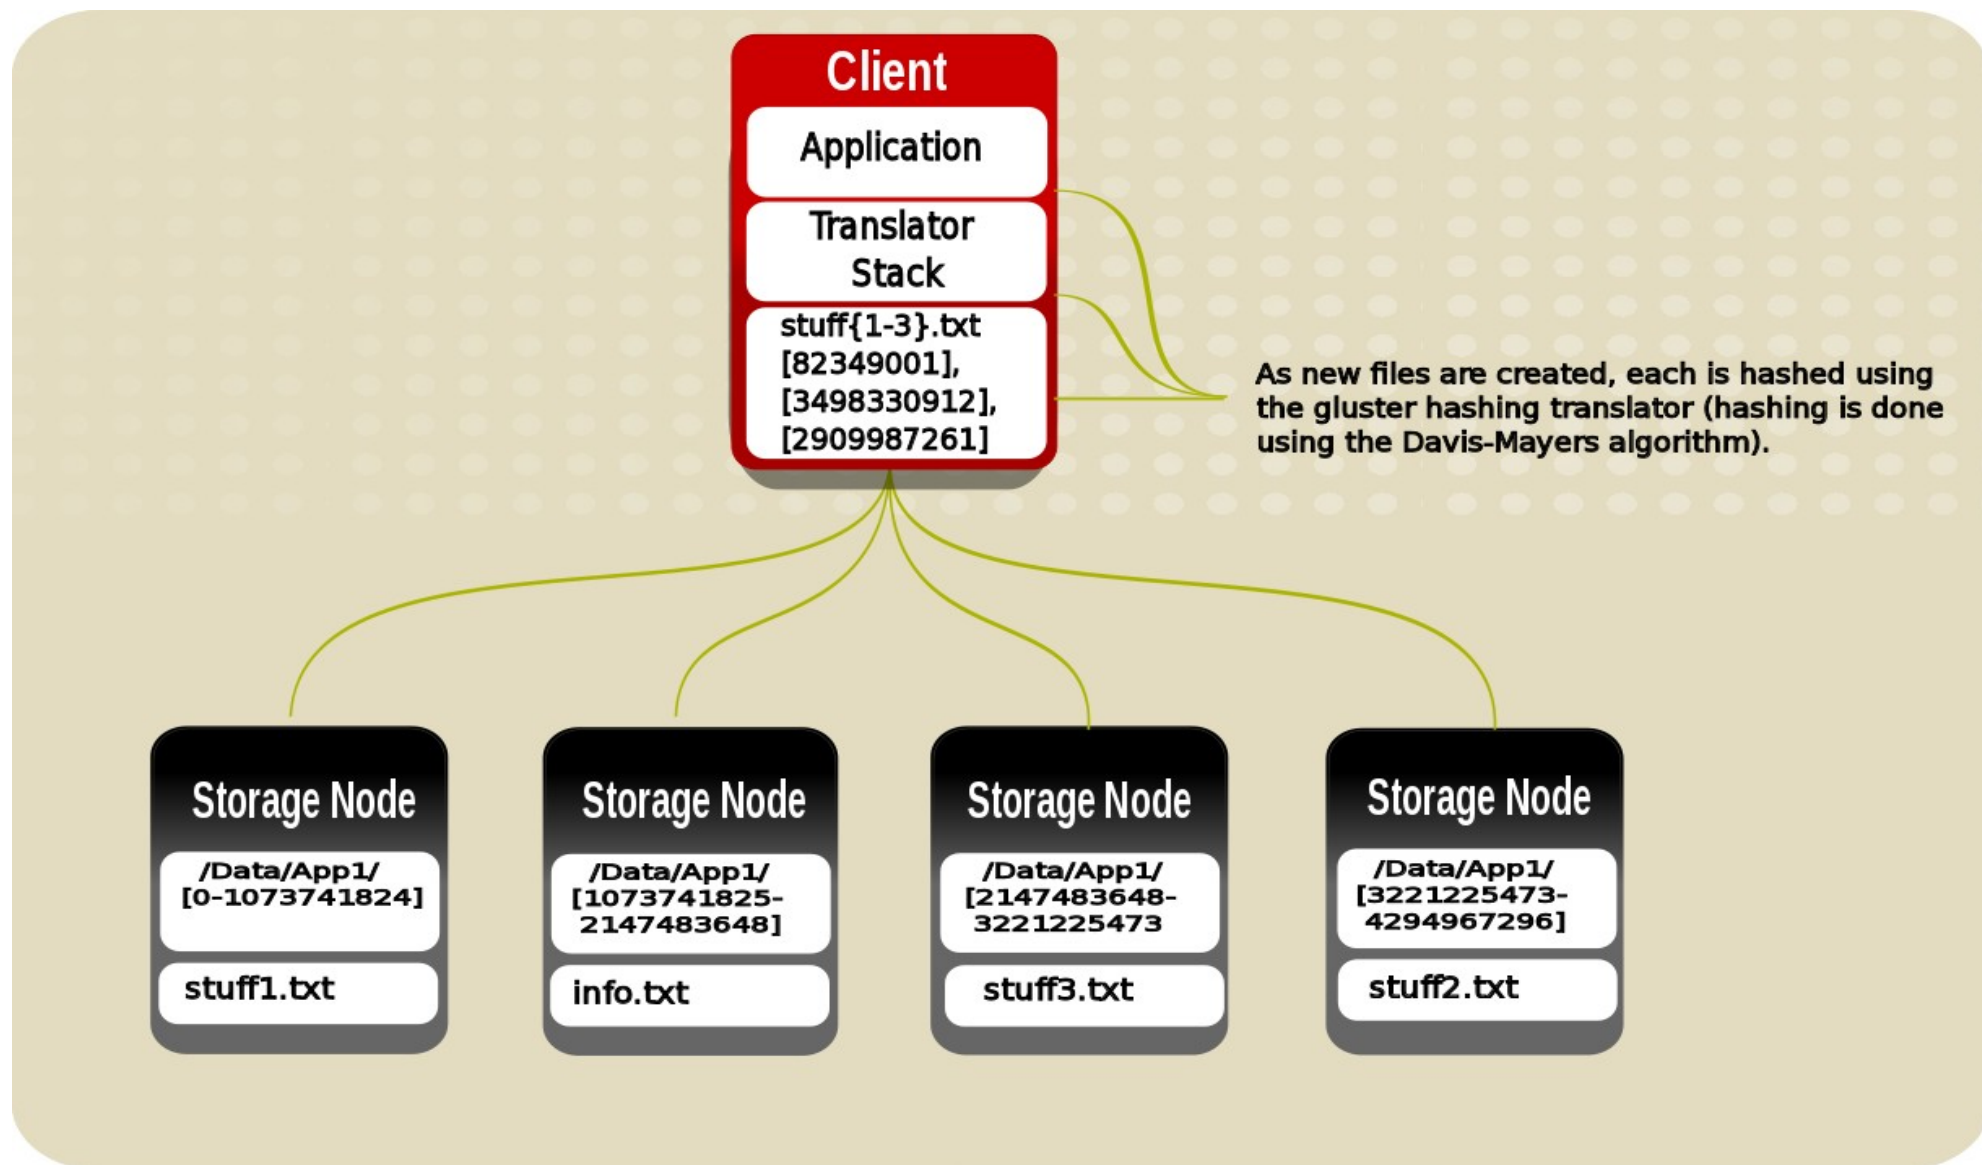 Client
Application
Translator
Stack
stuff{1-3}.txt
[82349001],
[3498330912],
[2909987261]
As new files are created, each is hashed using
the gluster hashing translator (hashing is done
using the Davis-Mayers algorithm).
Storage Node
/Data/App1/
[0-1073741824]
stuff1.txt
Storage Node
/Data/App1/
[1073741825-
2147483648]
info.txt
Storage Node
/Data/App1/
[2147483648-
3221225473
stuff3.txt
Storage Node
/Data/App1/
[3221225473-
4294967296]
stuff2.txt